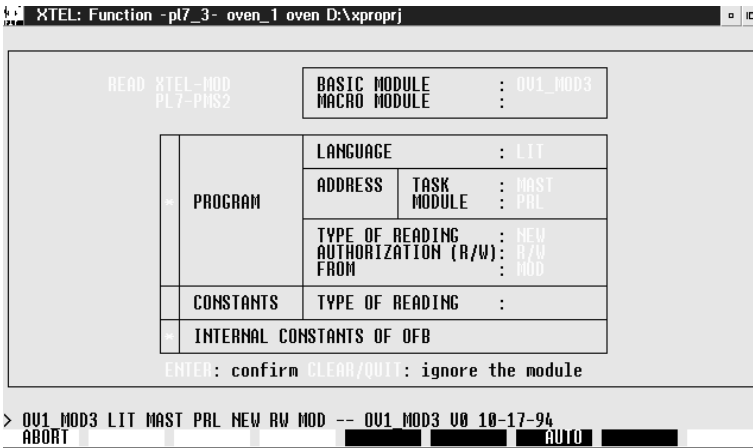 XTEL: Function -pl7_3- oven_1 oven D:\xproprj
READ XTEL-MOD
PL7-PMS2
BASIC MODULE : OV1_MOD3
MACRO MODULE :
LANGUAGE : LIT
* PROGRAM
ADDRESS TASK : MAST
MODULE : PRL
TYPE OF READING : NEW
AUTHORIZATION (R/W): R/W
FROM : MOD
CONSTANTS TYPE OF READING :
* INTERNAL CONSTANTS OF OFB
ENTER: confirm CLEAR/QUIT: ignore the module
> OV1_MOD3 LIT MAST PRL NEW RW MOD -- OV1_MOD3 V0 10-17-94
ABORT AUTO